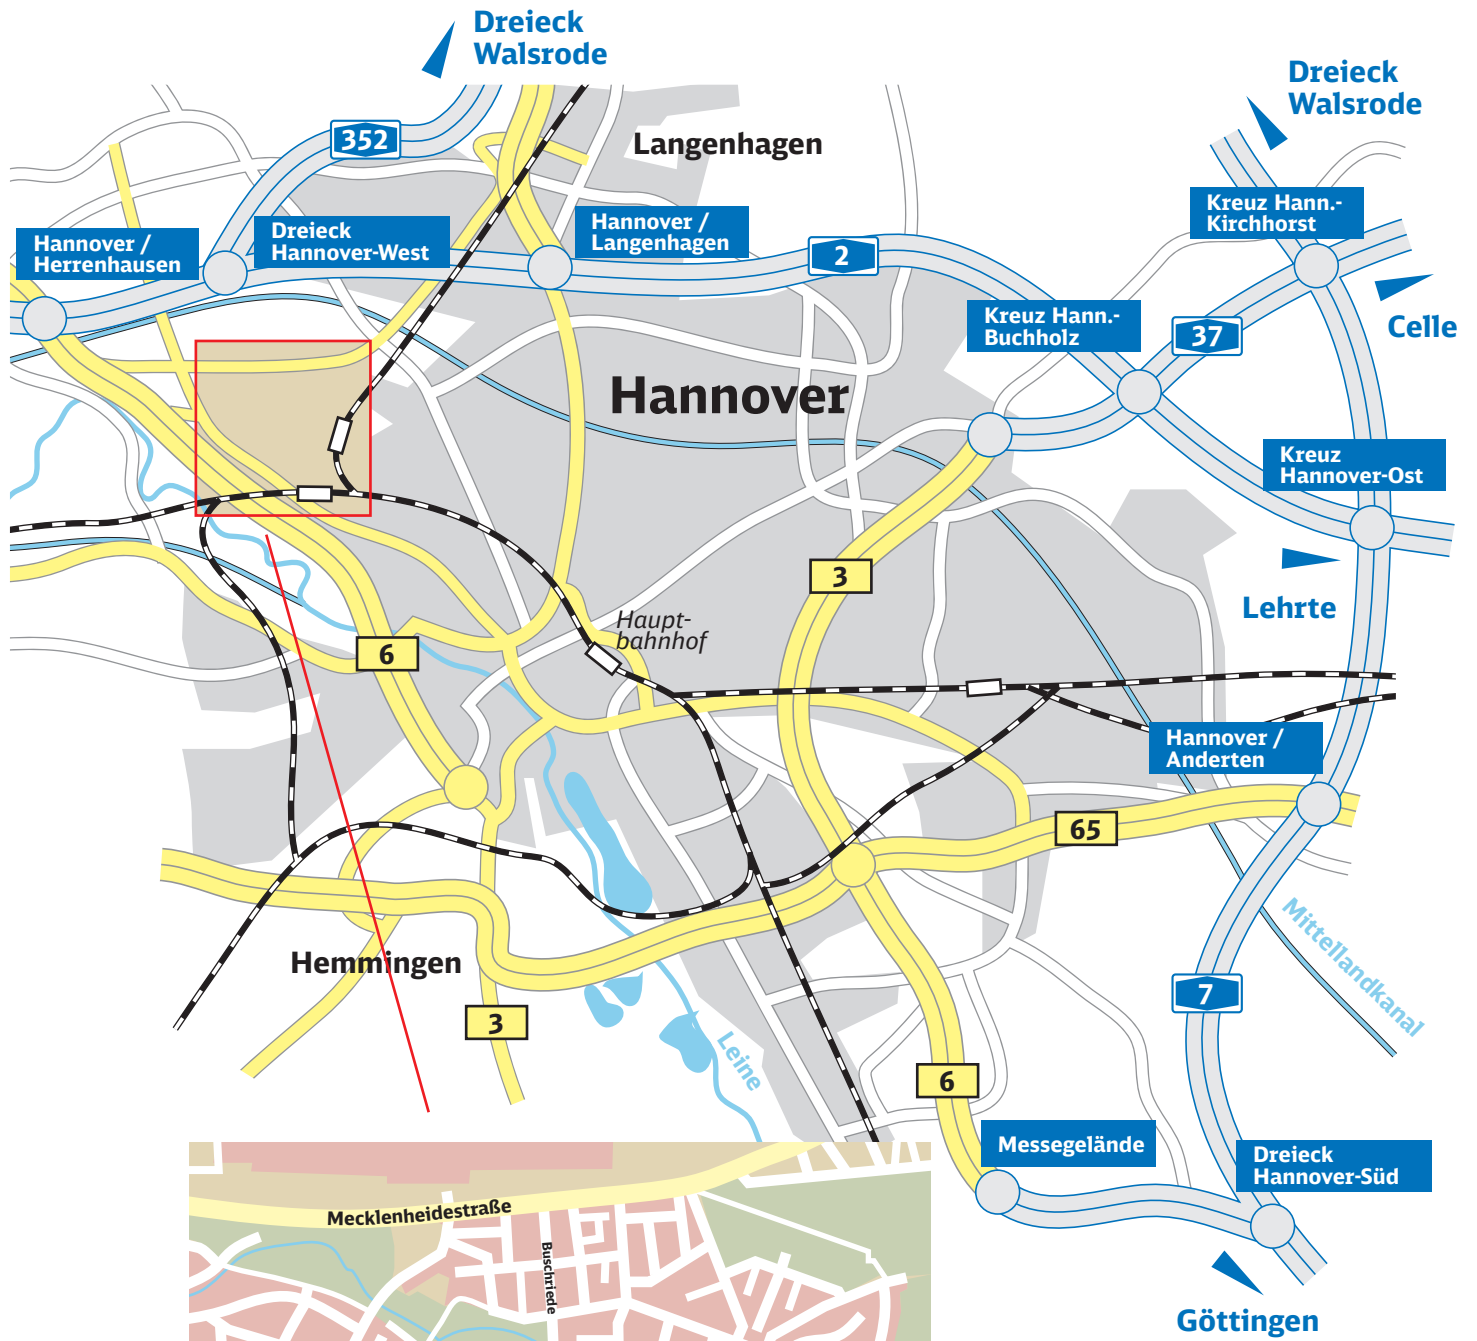 Dreieck
Walsrode
Dreieck
Walsrode
352
Langenhagen
Kreuz Hann.-
Kirchhorst
Hannover /
Langenhagen
Dreieck
Hannover-West
Hannover /
Herrenhausen
2
Celle
Kreuz Hann.-
Buchholz
37
Hannover
Kreuz
Hannover-Ost
3
Lehrte
Haupt-
bahnhof
6
Hannover /
Anderten
65
Mittellandkanal
Hemmingen
7
3
Leine
6
Messegelände
Dreieck
Hannover-Süd
Göttingen
Mecklenheidestraße
Buschriede